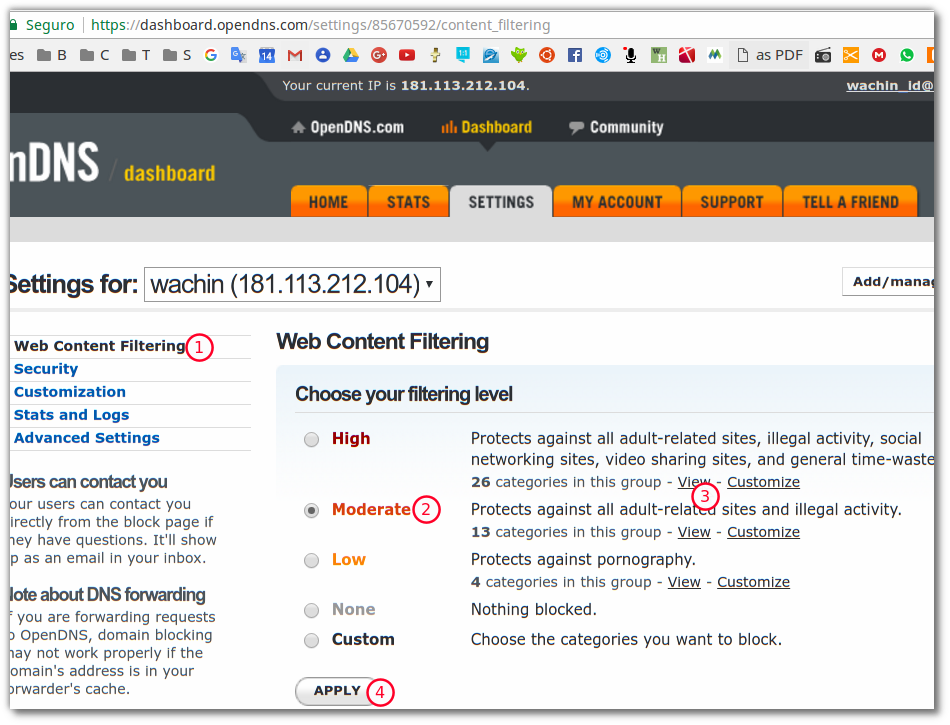 Seguro https://dashboard.opendns.com/settings/85670592/content_filtering
es B C T S 14 1:1 as PDF
Your current IP is 181.113.212.104. wachin_id@
OpenDNS.com Dashboard Community
nDNS / dashboard
HOME STATS SETTINGS MY ACCOUNT SUPPORT TELL A FRIEND
Settings for: wachin (181.113.212.104) Add/manag
Web Content Filtering 1
Security
Customization
Stats and Logs
Advanced Settings
Users can contact you
our users can contact you
irectly from the block page if
hey have questions. It'll show
p as an email in your inbox.
Note about DNS forwarding
f you are forwarding requests
o OpenDNS, domain blocking
may not work properly if the
omain's address is in your
orwarder's cache.
Web Content Filtering
Choose your filtering level
High Protects against all adult-related sites, illegal activity, social
networking sites, video sharing sites, and general time-waste
26 categories in this group - View - Customize
3
Moderate 2 Protects against all adult-related sites and illegal activity.
13 categories in this group - View - Customize
Low Protects against pornography.
4 categories in this group - View - Customize
None Nothing blocked.
Custom Choose the categories you want to block.
APPLY 4